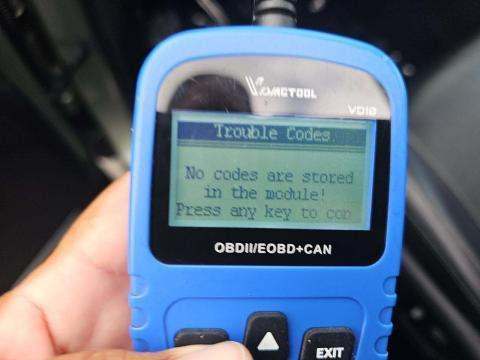 VDIAGTOOL
VD10
Trouble Codes
No codes are stored
in the module!
Press any key to con
OBDII/EOBD+CAN
EXIT